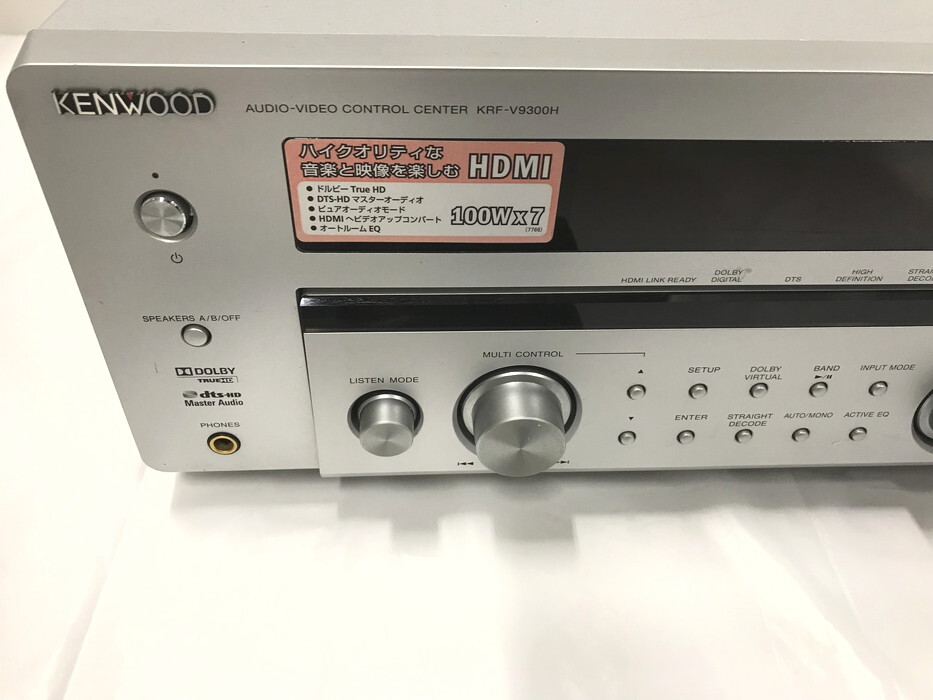 KENWOOD
AUDIO-VIDEO CONTROL CENTER KRF-V9300H
ハイクオリティな
音楽と映像を楽しむ HDMI
● ドルビー True HD
● DTS-HD マスターオーディオ
● ピュアオーディオモード
● HDMI へビデオアップコンバート
● オートルーム EQ
100W x 7
(7766)
HDMI LINK READY
DOLBY
DIGITAL
DTS
HIGH
DEFINITION
SPEAKERS A/B/OFF
DOLBY
TRUEHD
dts-HD
Master Audio
PHONES
LISTEN MODE
MULTI CONTROL
SETUP
DOLBY
VIRTUAL
BAND
INPUT MODE
ENTER
STRAIGHT
DECODE
AUTO/MONO
ACTIVE EQ